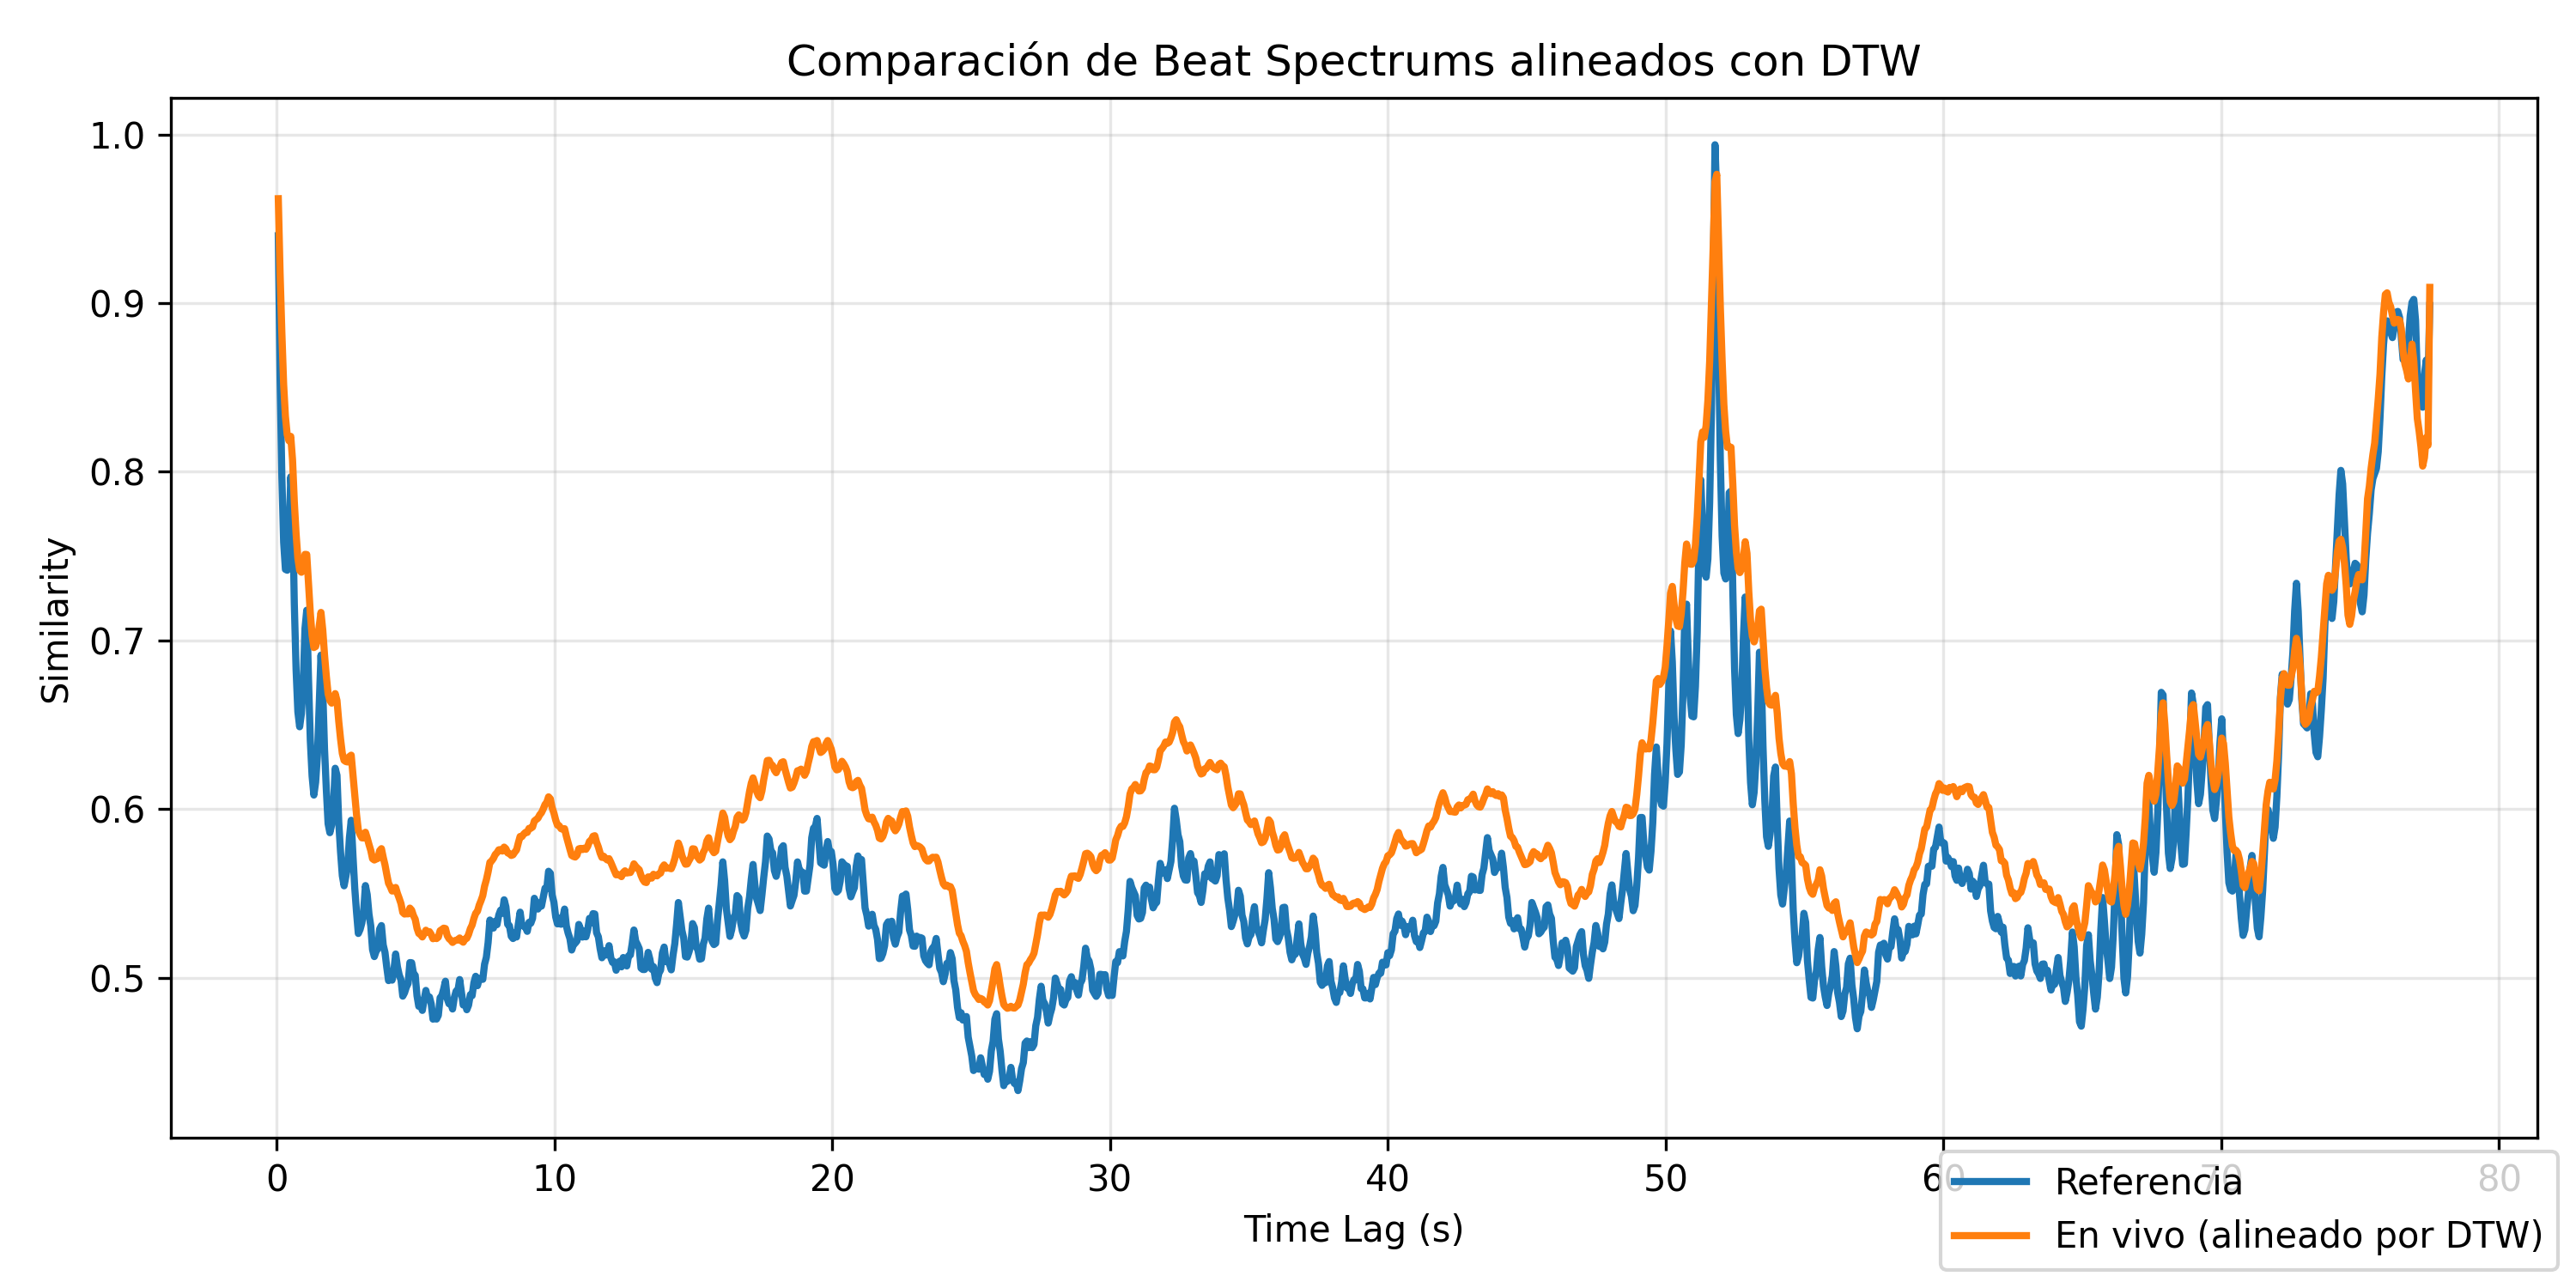 Comparación de Beat Spectrums alineados con DTW
1.0
0.9
0.8
0.7
0.6
0.5
Similarity
0 10 20 30 40 50 60 70 80
Time Lag (s)
Referencia
En vivo (alineado por DTW)